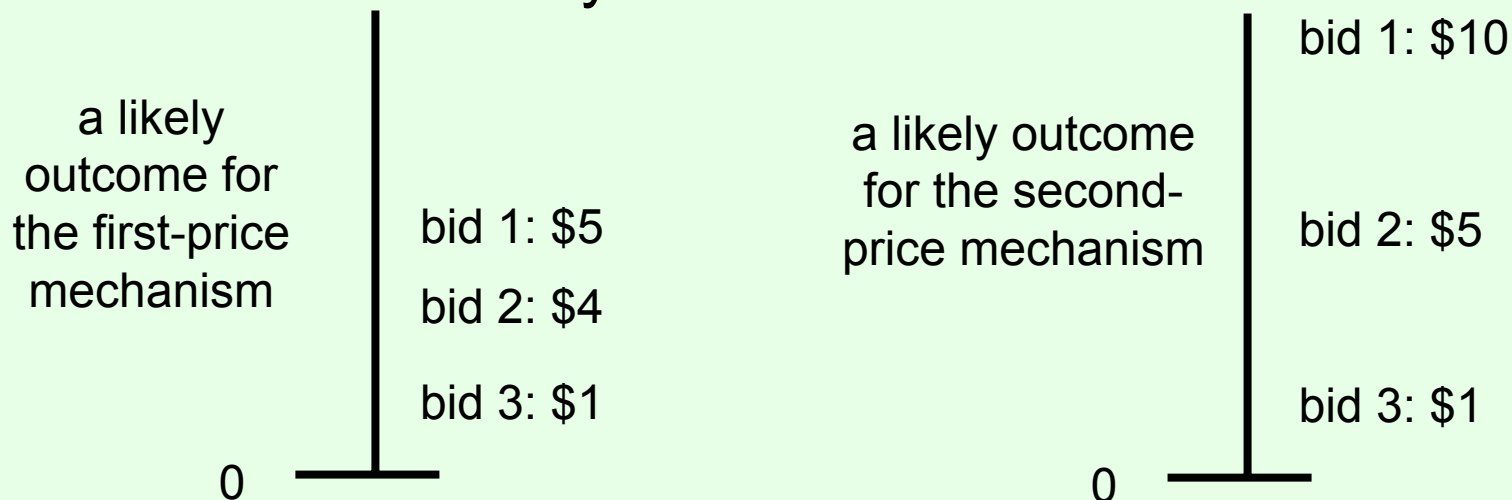 a likely
outcome for
the first-price
mechanism
bid 1: $5
bid 2: $4
bid 3: $1
0
a likely outcome
for the second-
price mechanism
bid 1: $10
bid 2: $5
bid 3: $1
0